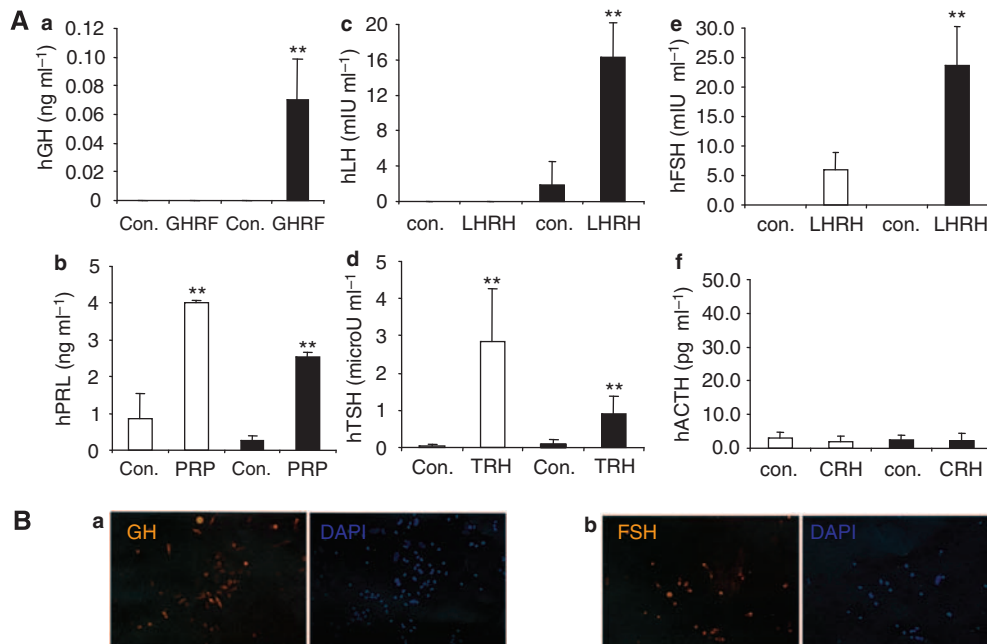 A
a
hGH (ng ml⁻¹)
0.12
0.10
0.08
0.06
0.04
0.02
0
**
Con. GHRF Con. GHRF
c
hLH (mIU ml⁻¹)
20
16
12
8
4
0
**
con. LHRH con. LHRH
e
hFSH (mIU ml⁻¹)
30.0
25.0
20.0
15.0
10.0
5.0
0.0
**
con. LHRH con. LHRH
b
hPRL (ng ml⁻¹)
5
4
3
2
1
0
**
**
Con. PRP Con. PRP
d
hTSH (microU ml⁻¹)
5
4
3
2
1
0
**
**
Con. TRH Con. TRH
f
hACTH (pg ml⁻¹)
50.0
40.0
30.0
20.0
10.0
0.0
con. CRH con. CRH
B
a
GH
DAPI
b
FSH
DAPI